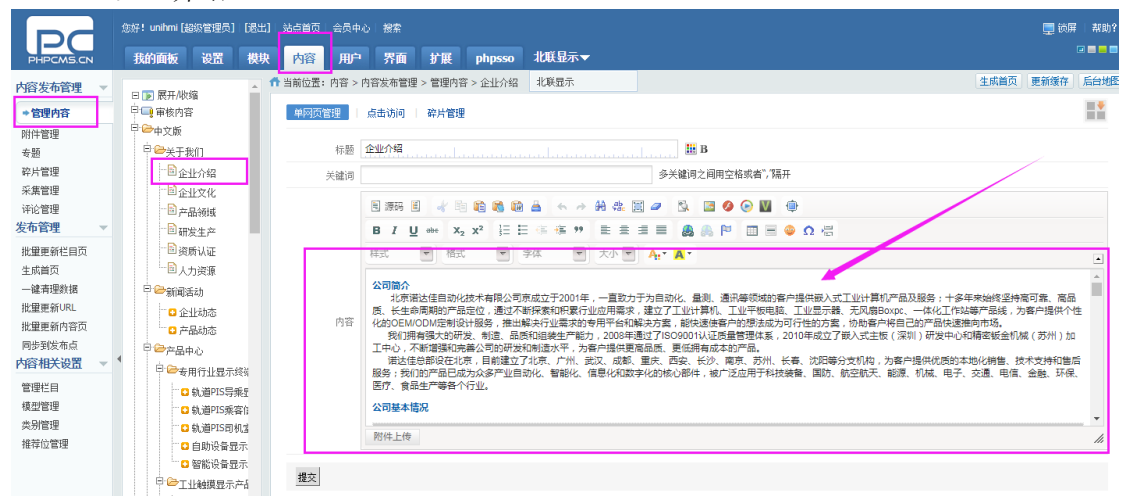 您好！unihmi [超级管理员] [退出] 站点首页 会员中心 搜索
锁屏 帮助?
PC
PHPCMS.CN
我的面板 设置 模块 内容 用户 界面 扩展 phpsso 北联显示
内容发布管理
当前位置：内容 > 内容发布管理 > 管理内容 > 企业介绍
北联显示
生成首页 更新缓存 后台地图
管理内容
附件管理
专题
碎片管理
采集管理
评论管理
发布管理
批量更新栏目页
生成首页
一键清理数据
批量更新URL
批量更新内容页
同步到发布点
内容相关设置
管理栏目
模型管理
类别管理
推荐位管理
展开/收缩
审核内容
中文版
关于我们
企业介绍
企业文化
产品领域
研发生产
资质认证
人力资源
新闻活动
企业动态
产品动态
产品中心
专用行业显示终端
轨道PIS导乘
轨道PIS乘客
轨道PIS司机
自助设备显示
智能设备显示
工业触摸显示产品
单网页管理 点击访问 碎片管理
标题 企业介绍 B
关键词 多关键词之间用空格或者","隔开
源码
B I U abc X₂ X²
样式 格式 字体 大小 A A
内容
公司简介
北京诺达佳自动化技术有限公司京成立于2001年，一直致力于为自动化、量测、通讯等领域的客户提供嵌入式工业计算机产品及服务；十多年来始终坚持高可靠、高品
质、长生命周期的产品定位，通过不断探索和积累行业应用需求，建立了工业计算机、工业平板电脑、工业显示器、无风扇Boxpc、一体化工作站等产品线，为客户提供个性
化的OEM/ODM定制设计服务，推出解决行业需求的专用平台和解决方案，能快速使客户的想法成为可行性的方案，协助客户将自己的产品快速推向市场。
我们拥有强大的研发、制造、品质和组装生产能力，2008年通过了ISO9001认证质量管理体系，2010年成立了嵌入式主板（深圳）研发中心和精密钣金机械（苏州）加
工中心，不断增强和完善公司的研发和制造水平，为客户提供更高品质、更低拥有成本的产品。
诺达佳总部设在北京，目前建立了北京、广州、武汉、成都、重庆、西安、长沙、南京、苏州、长春、沈阳等分支机构，为客户提供优质的本地化销售、技术支持和售后
服务；我们的产品已成为众多产业自动化、智能化、信息化和数字化的核心部件，被广泛应用于科技装备、国防、航空航天、能源、机械、电子、交通、电信、金融、环保、
医疗、食品生产等各个行业。
公司基本情况
附件上传
提交